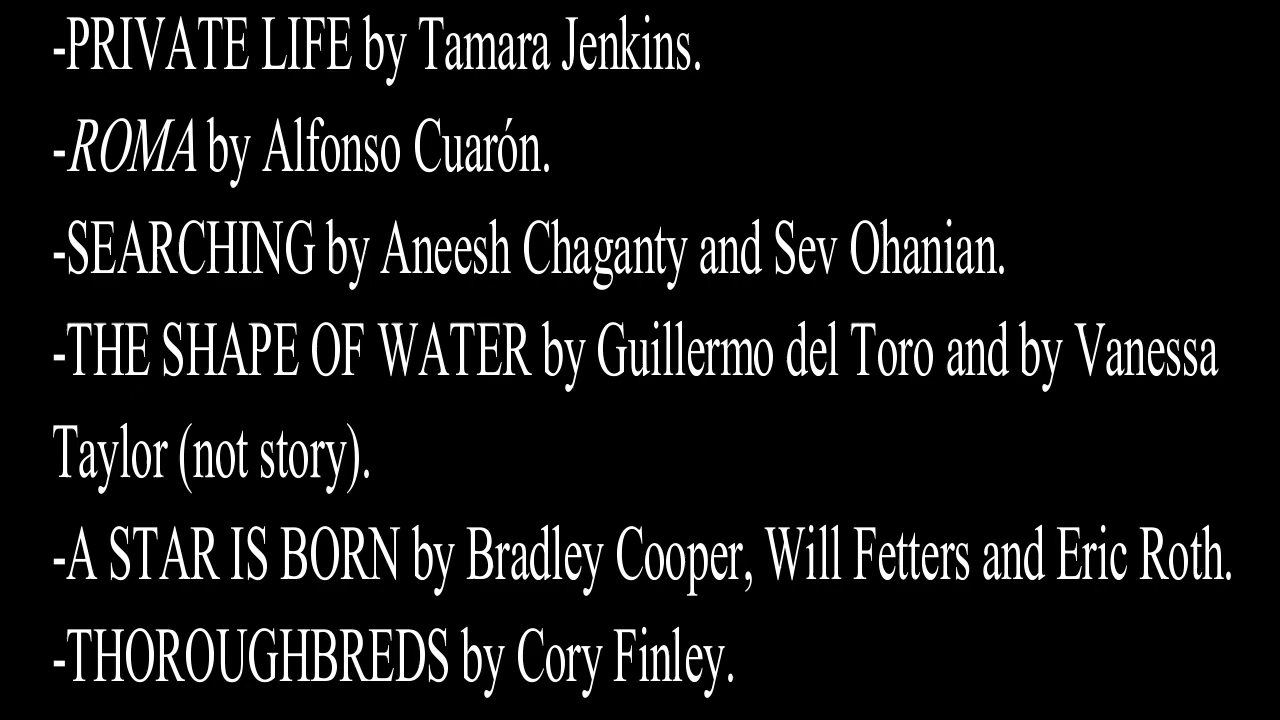 -PRIVATE LIFE by Tamara Jenkins.
-ROMA by Alfonso Cuarón.
-SEARCHING by Aneesh Chaganty and Sev Ohanian.
-THE SHAPE OF WATER by Guillermo del Toro and by Vanessa
Taylor (not story).
-A STAR IS BORN by Bradley Cooper, Will Fetters and Eric Roth.
-THOROUGHBREDS by Cory Finley.